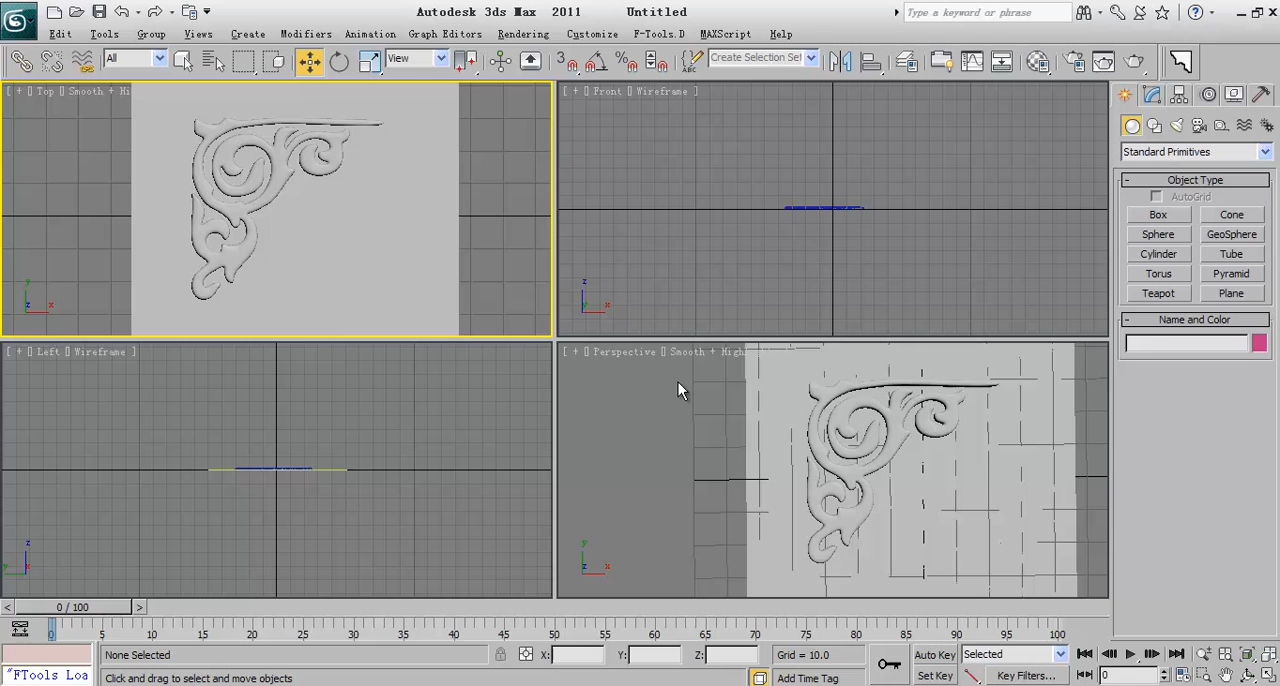 Autodesk 3ds Max 2011 Untitled
Type a keyword or phrase
Edit Tools Group Views Create Modifiers Animation Graph Editors Rendering Customize F-Tools.D MAXScript Help
All View 3 ABC Create Selection Set
[ + [] Top [] Smooth + Hi
[ + [] Front [] Wireframe ]
Standard Primitives
- Object Type
AutoGrid
Box Cone
Sphere GeoSphere
Cylinder Tube
Torus Pyramid
Teapot Plane
- Name and Color
y
z x
z
y x
[ + [] Left [] Wireframe ]
[ + [] Perspective [] Smooth + High
z
y x
y
z x
< 0 / 100 >
0 5 10 15 20 25 30 35 40 45 50 55 60 65 70 75 80 85 90 95 100
None Selected X: Y: Z: Grid = 10.0 Auto Key Selected
"FTools Loa Click and drag to select and move objects Add Time Tag Set Key Key Filters... 0